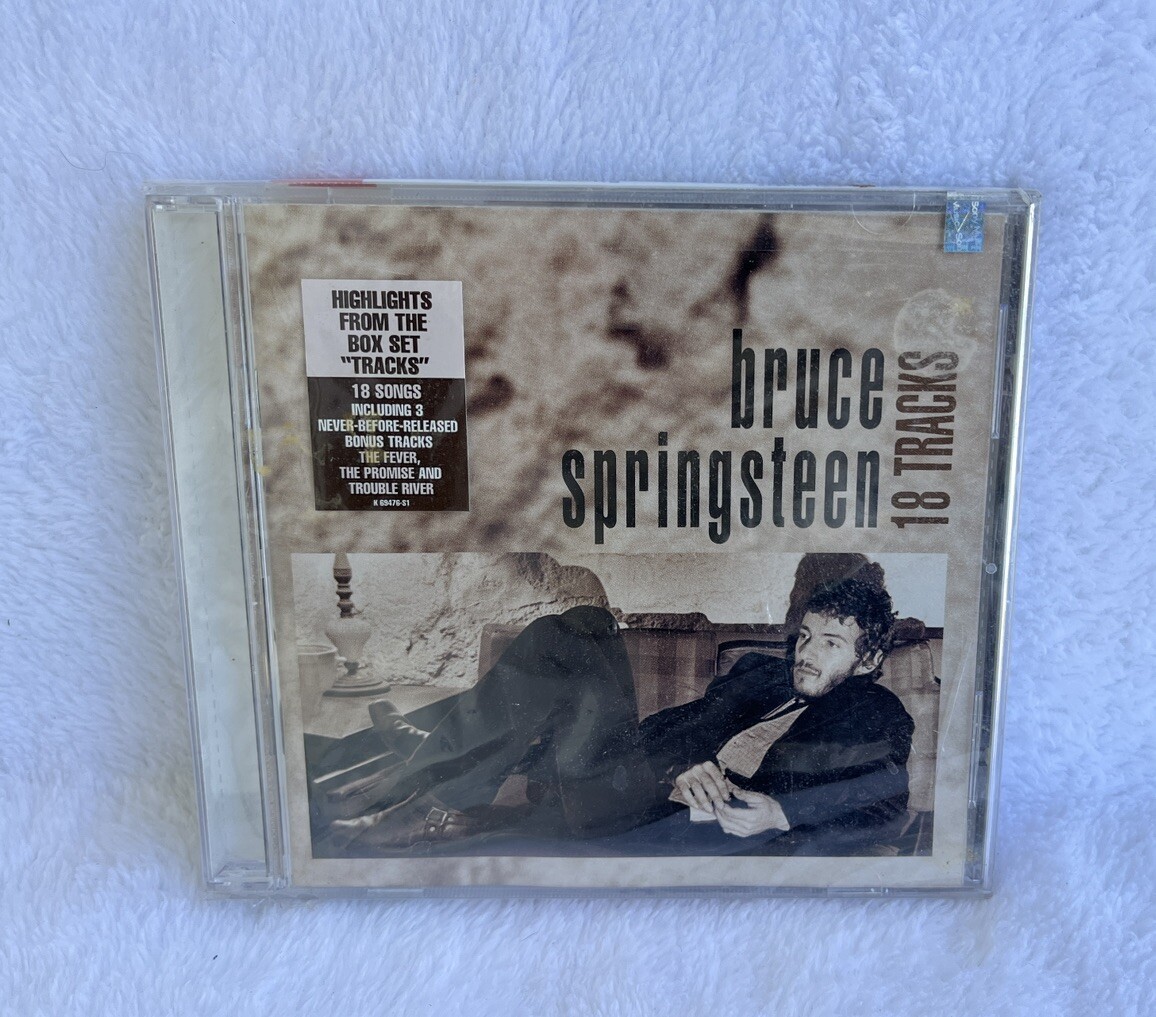 HIGHLIGHTS
FROM THE
BOX SET
"TRACKS"
18 SONGS
INCLUDING 3
NEVER-BEFORE-RELEASED
BONUS TRACKS
THE FEVER,
THE PROMISE AND
TROUBLE RIVER
K 69476-S1
bruce
springsteen
18 TRACKS